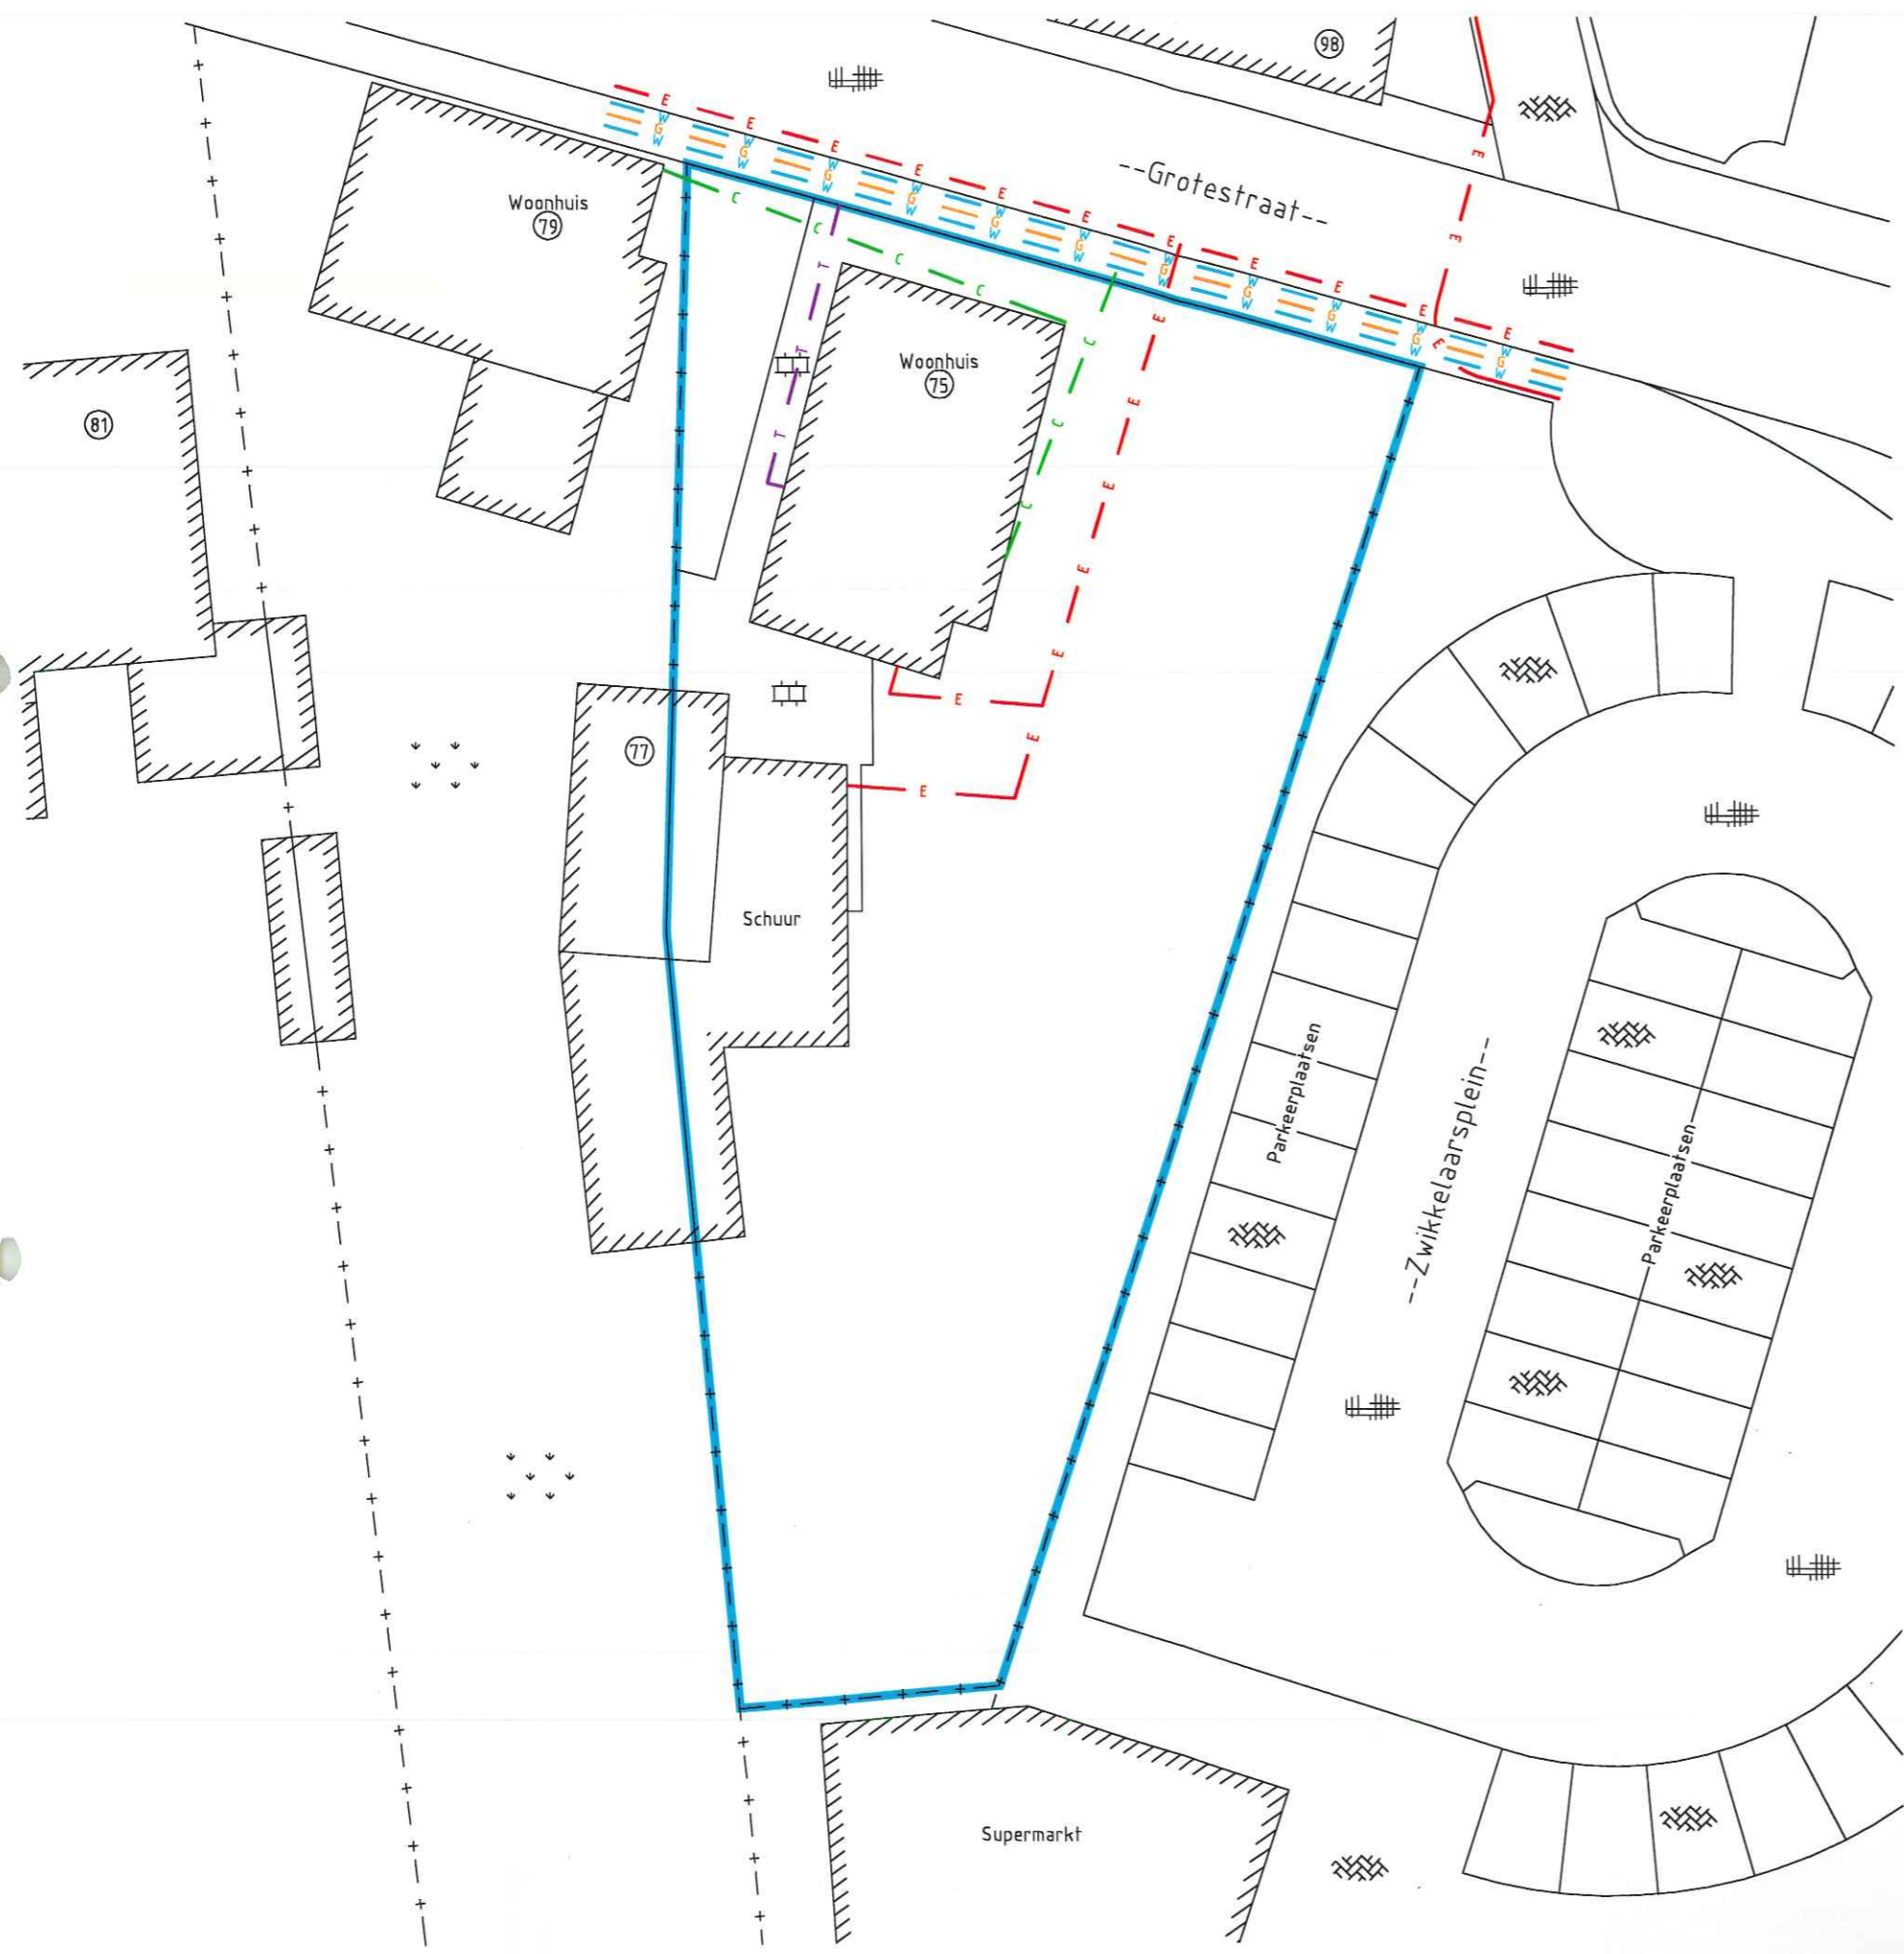 98
--Grotestraat--
Woonhuis
79
Woonhuis
75
81
77
Schuur
Parkeerplaatsen
--Zwikkelaarsplein--
Parkeerplaatsen
Supermarkt
E E E E E E E E E E E
W W W W W W W W W W W
G G G G G G G G G G G
W W W W W W W W W W
E
E
E
C C C C
C
C
C
T
T
T
E
E
E
E
E
E
E
E